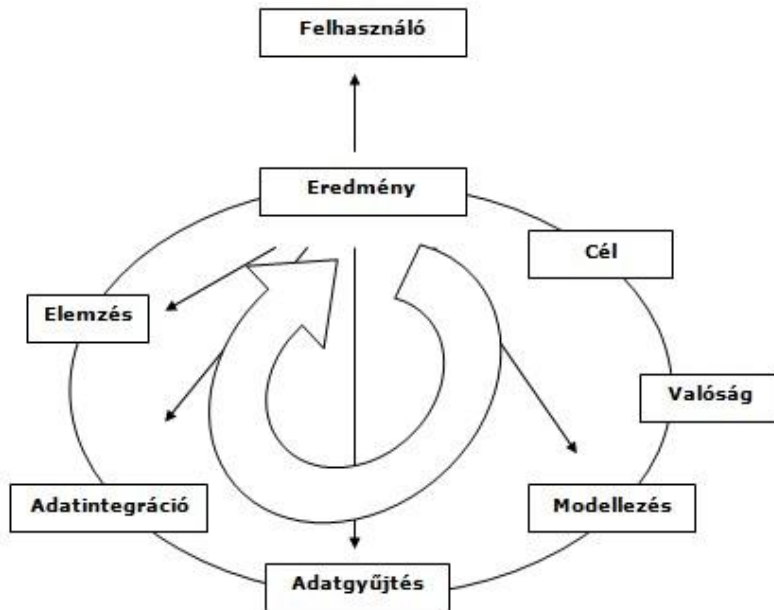 Felhasználó
Eredmény
Cél
Elemzés
Valóság
Adatintegráció
Modellezés
Adatgyűjtés